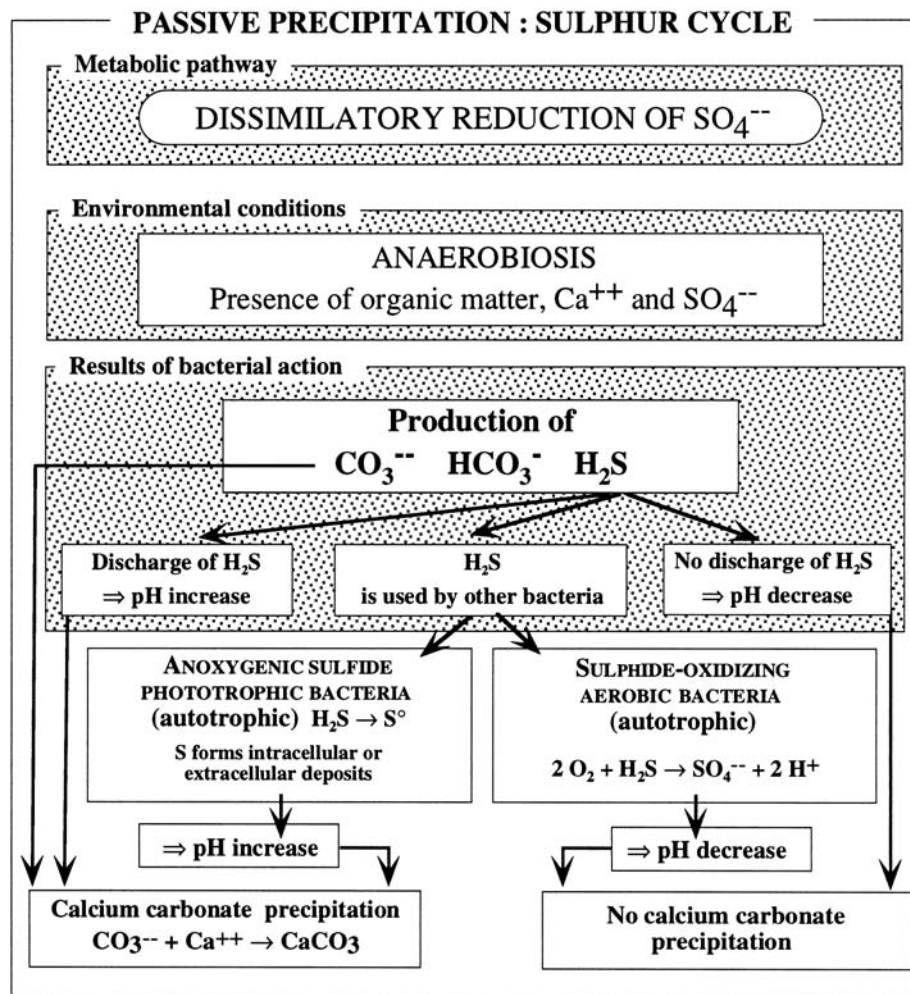 PASSIVE PRECIPITATION : SULPHUR CYCLE
Metabolic pathway
DISSIMILATORY REDUCTION OF SO₄⁻⁻
Environmental conditions
ANAEROBIOSIS
Presence of organic matter, Ca⁺⁺ and SO₄⁻⁻
Results of bacterial action
Production of
CO₃⁻⁻ HCO₃⁻ H₂S
Discharge of H₂S
⇒ pH increase
H₂S
is used by other bacteria
No discharge of H₂S
⇒ pH decrease
ANOXYGENIC SULFIDE
PHOTOTROPHIC BACTERIA
(autotrophic) H₂S → S°
S forms intracellular or
extracellular deposits
SULPHIDE-OXIDIZING
AEROBIC BACTERIA
(autotrophic)
2 O₂ + H₂S → SO₄⁻⁻ + 2 H⁺
⇒ pH increase
⇒ pH decrease
Calcium carbonate precipitation
CO₃⁻⁻ + Ca⁺⁺ → CaCO₃
No calcium carbonate
precipitation